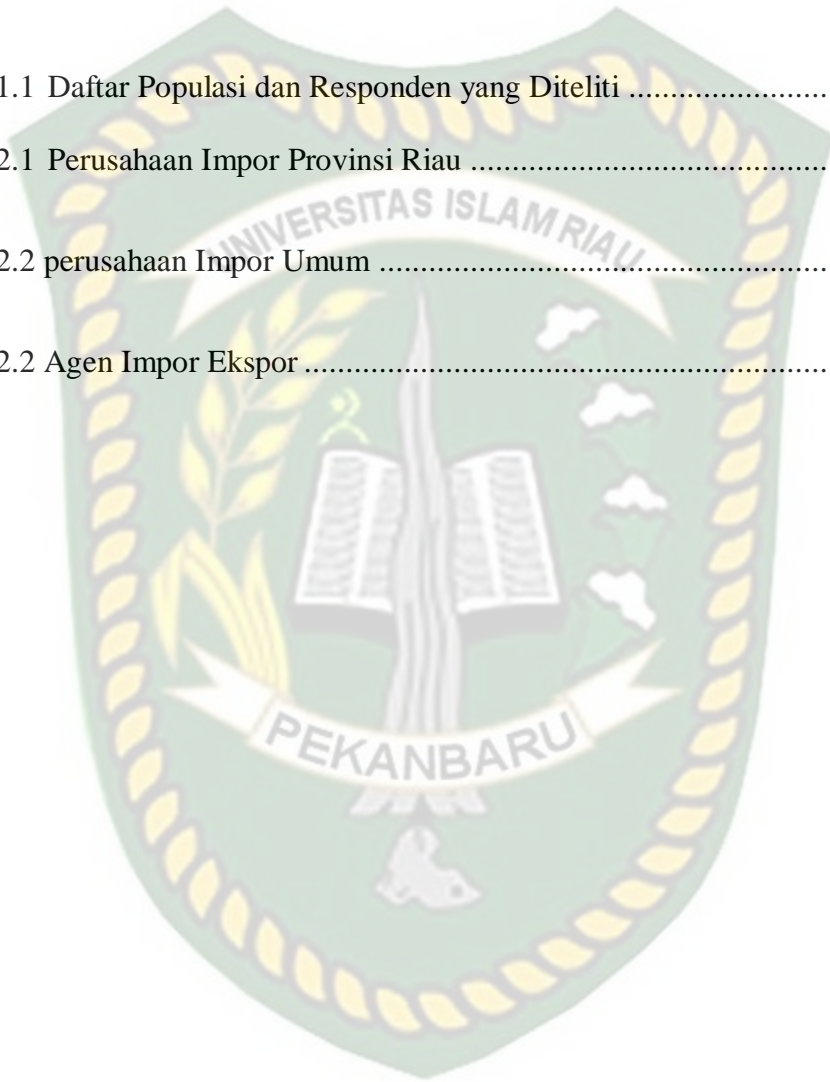 1.1 Daftar Populasi dan Responden yang Diteliti .......................
2.1 Perusahaan Impor Provinsi Riau .........................................
UNIVERSITAS ISLAM RIAU
2.2 perusahaan Impor Umum ....................................................
2.2 Agen Impor Ekspor .............................................................
PEKANBARU